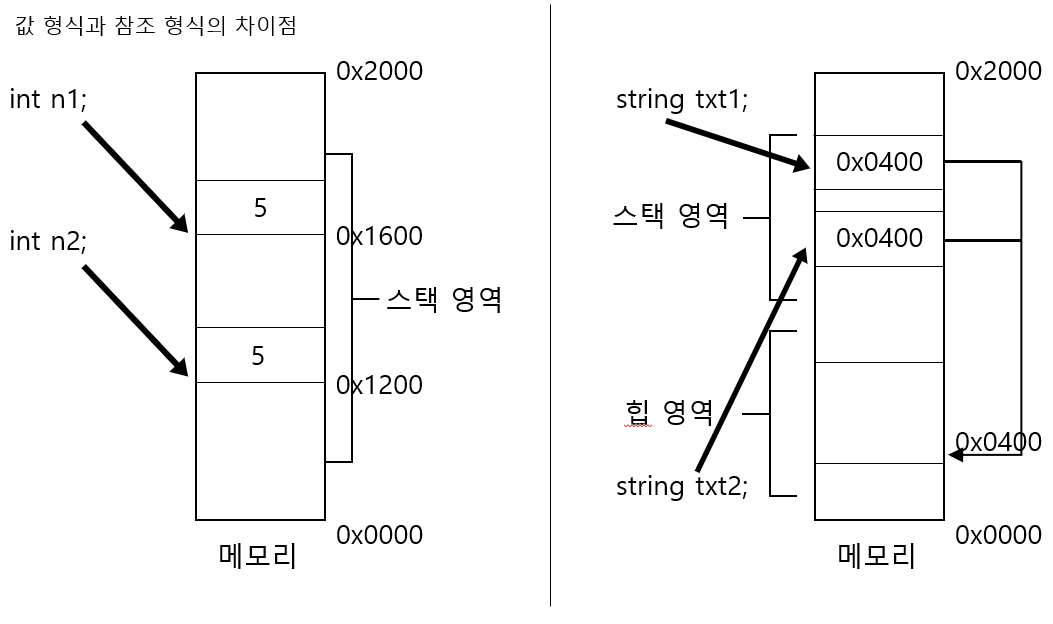 값 형식과 참조 형식의 차이점
0x2000
int n1;
5
0x1600
int n2;
스택 영역
5
0x1200
0x0000
메모리
0x2000
string txt1;
0x0400
스택 영역
0x0400
힙 영역
0x0400
string txt2;
0x0000
메모리